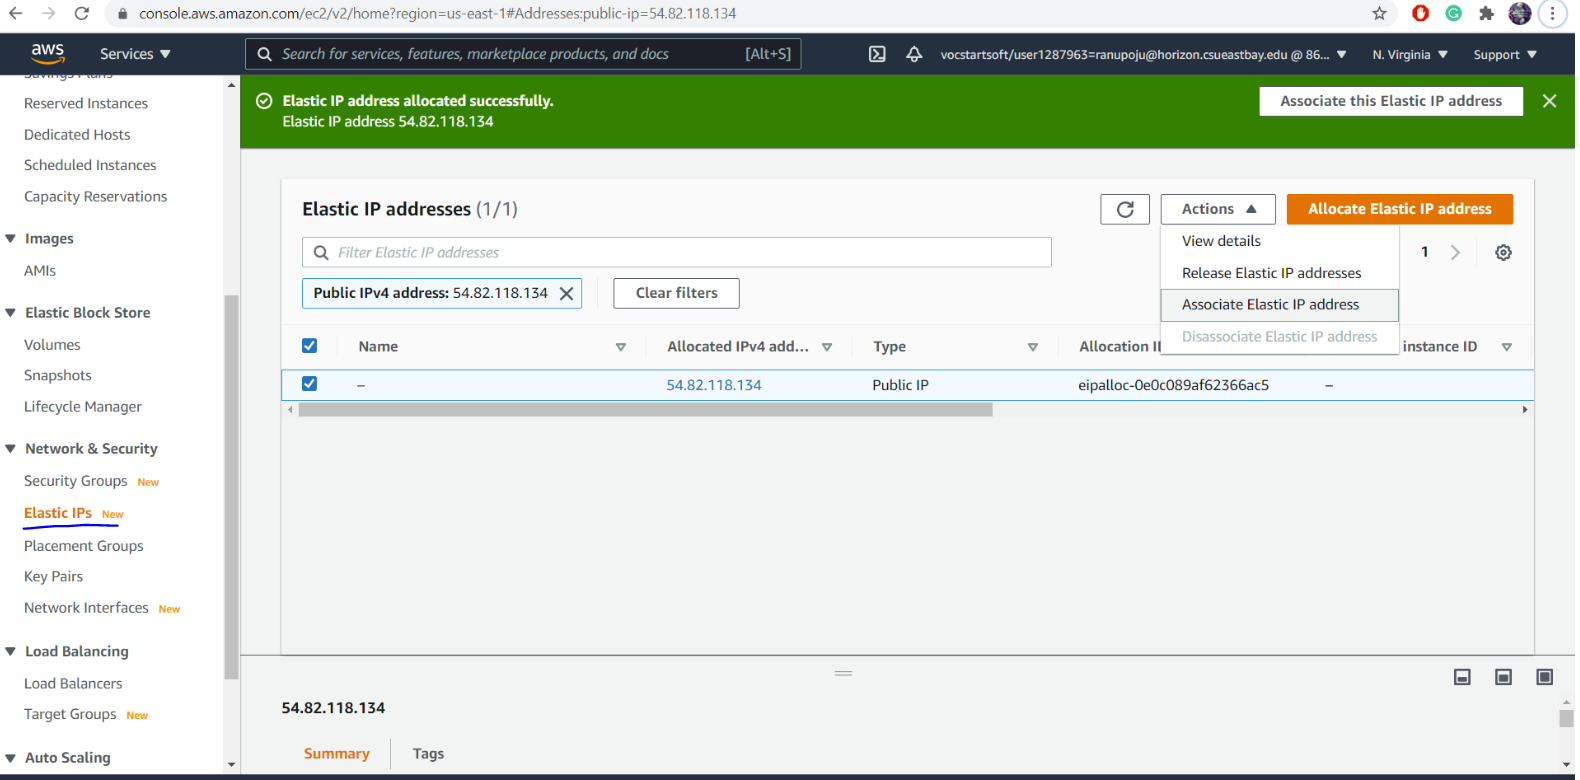 console.aws.amazon.com/ec2/v2/home?region=us-east-1#Addresses:public-ip=54.82.118.134
aws
Services
Search for services, features, marketplace products, and docs
[Alt+S]
vocstartsoft/user1287963=ranupoju@horizon.csueastbay.edu @ 86...
N. Virginia
Support
Savings Plans
Reserved Instances
Dedicated Hosts
Scheduled Instances
Capacity Reservations
Images
AMIs
Elastic Block Store
Volumes
Snapshots
Lifecycle Manager
Network & Security
Security Groups New
Elastic IPs New
Placement Groups
Key Pairs
Network Interfaces New
Load Balancing
Load Balancers
Target Groups New
Auto Scaling
Elastic IP address allocated successfully.
Elastic IP address 54.82.118.134
Associate this Elastic IP address
Elastic IP addresses (1/1)
Actions
Allocate Elastic IP address
View details
Release Elastic IP addresses
Associate Elastic IP address
Disassociate Elastic IP address
Filter Elastic IP addresses
1
Public IPv4 address: 54.82.118.134
Clear filters
Name
Allocated IPv4 add...
Type
Allocation
instance ID
–
54.82.118.134
Public IP
eipalloc-0e0c089af62366ac5
–
54.82.118.134
Summary
Tags